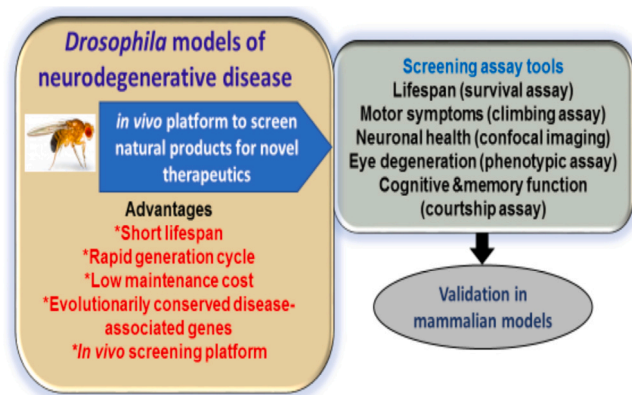 Drosophila models of
neurodegenerative disease
in vivo platform to screen
natural products for novel
therapeutics
Advantages
*Short lifespan
*Rapid generation cycle
*Low maintenance cost
*Evolutionarily conserved disease-
associated genes
*In vivo screening platform
Screening assay tools
Lifespan (survival assay)
Motor symptoms (climbing assay)
Neuronal health (confocal imaging)
Eye degeneration (phenotypic assay)
Cognitive &memory function
(courtship assay)
Validation in
mammalian models